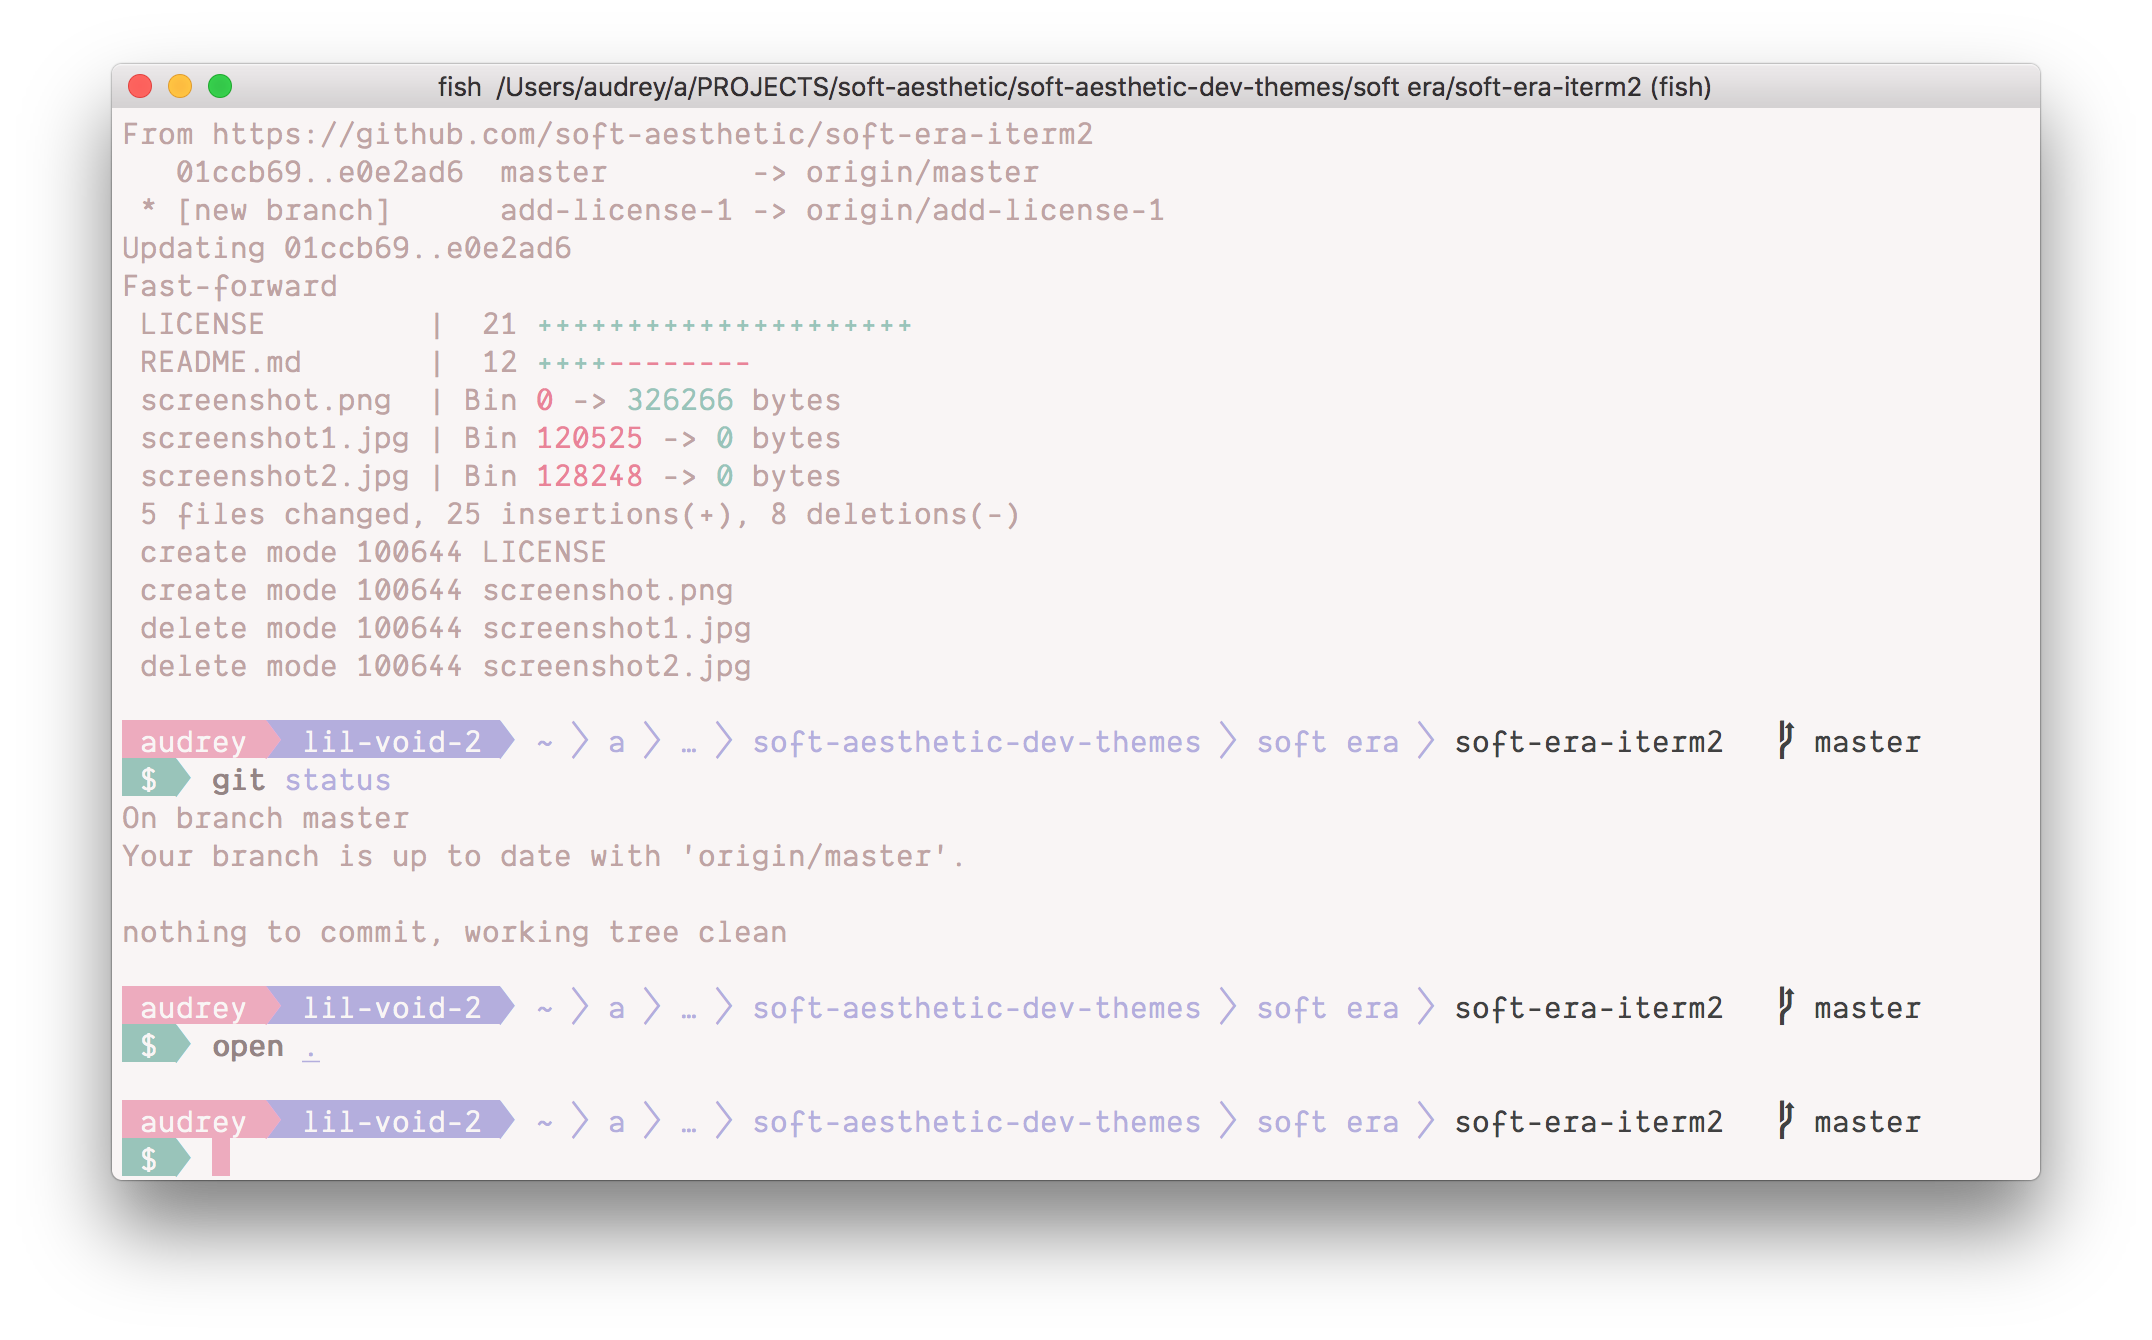 fish  /Users/audrey/a/PROJECTS/soft-aesthetic/soft-aesthetic-dev-themes/soft era/soft-era-iterm2 (fish)
From https://github.com/soft-aesthetic/soft-era-iterm2
   01ccb69..e0e2ad6  master        -> origin/master
 * [new branch]      add-license-1 -> origin/add-license-1
Updating 01ccb69..e0e2ad6
Fast-forward
 LICENSE         |  21 +++++++++++++++++++++
 README.md       |  12 ++++--------
 screenshot.png  | Bin 0 -> 326266 bytes
 screenshot1.jpg | Bin 120525 -> 0 bytes
 screenshot2.jpg | Bin 128248 -> 0 bytes
 5 files changed, 25 insertions(+), 8 deletions(-)
 create mode 100644 LICENSE
 create mode 100644 screenshot.png
 delete mode 100644 screenshot1.jpg
 delete mode 100644 screenshot2.jpg
audrey lil-void-2 ~ a … soft-aesthetic-dev-themes soft era soft-era-iterm2 master
$ git status
On branch master
Your branch is up to date with 'origin/master'.
nothing to commit, working tree clean
audrey lil-void-2 ~ a … soft-aesthetic-dev-themes soft era soft-era-iterm2 master
$ open .
audrey lil-void-2 ~ a … soft-aesthetic-dev-themes soft era soft-era-iterm2 master
$